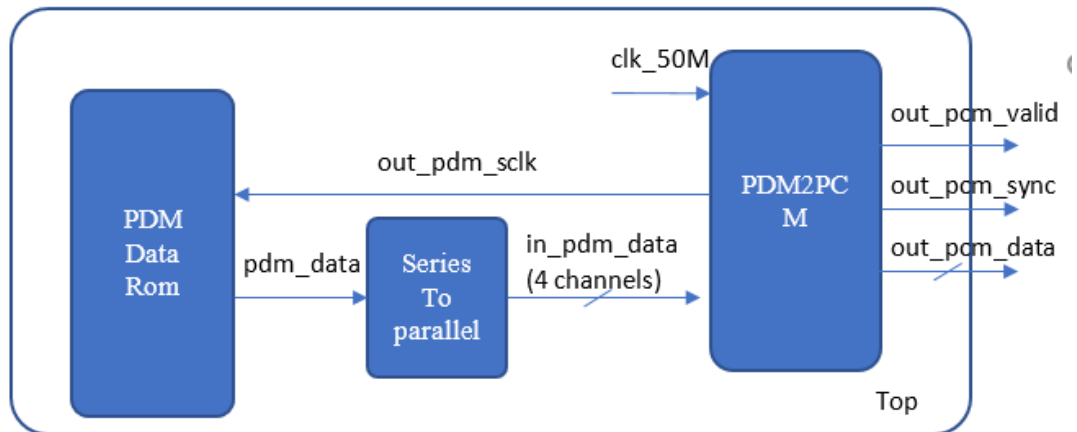 clk_50M
out_pcm_valid
out_pdm_sclk
PDM2PC
M
out_pcm_sync
PDM
Data
Rom
pdm_data
Series
To
parallel
in_pdm_data
(4 channels)
out_pcm_data
Top